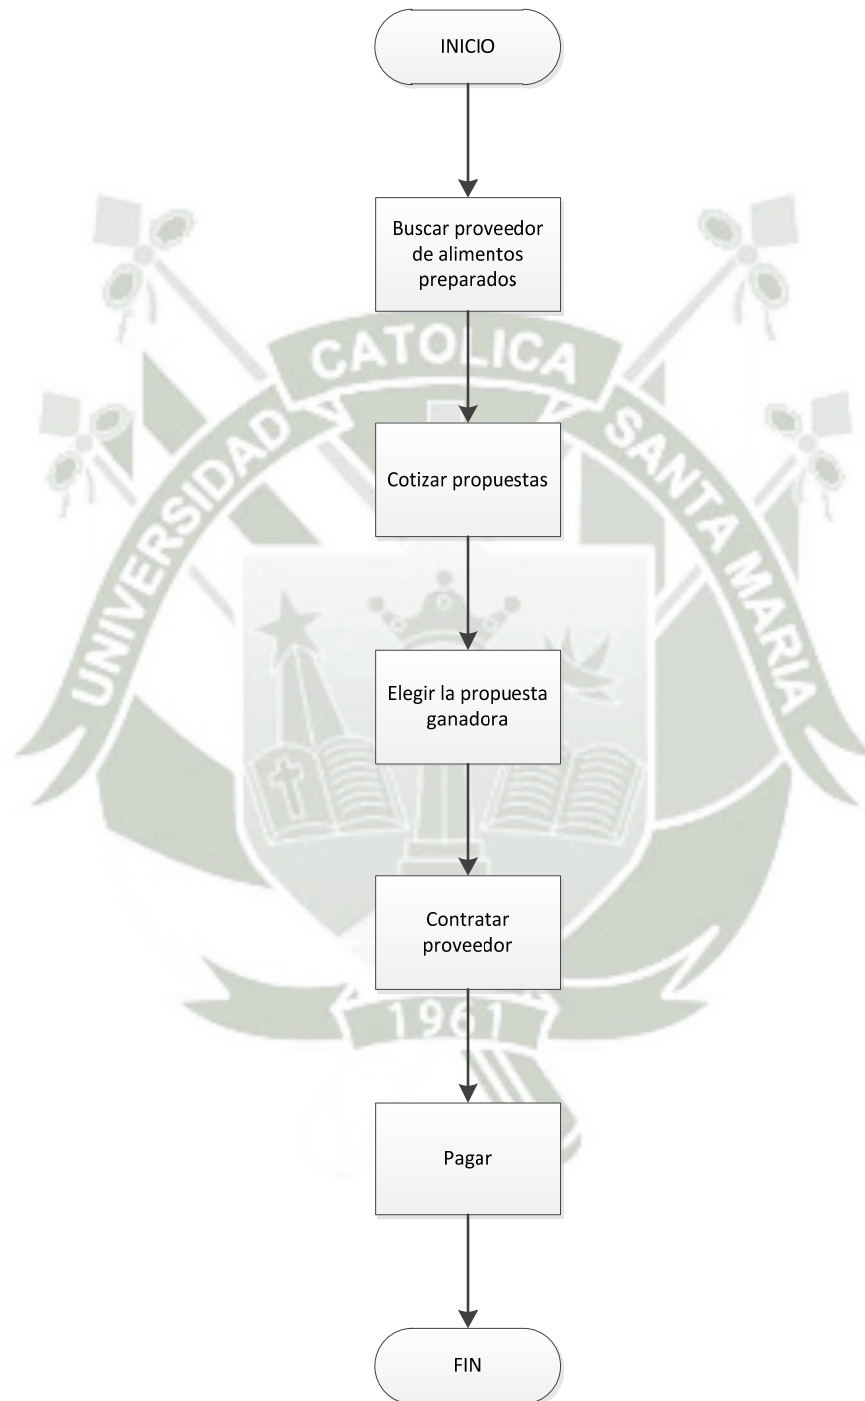 INICIO
Buscar proveedor
de alimentos
preparados
CATOLICA
UNIVERSIDAD
SANTA MARIA
Cotizar propuestas
Elegir la propuesta
ganadora
Contratar
proveedor
1961
Pagar
FIN